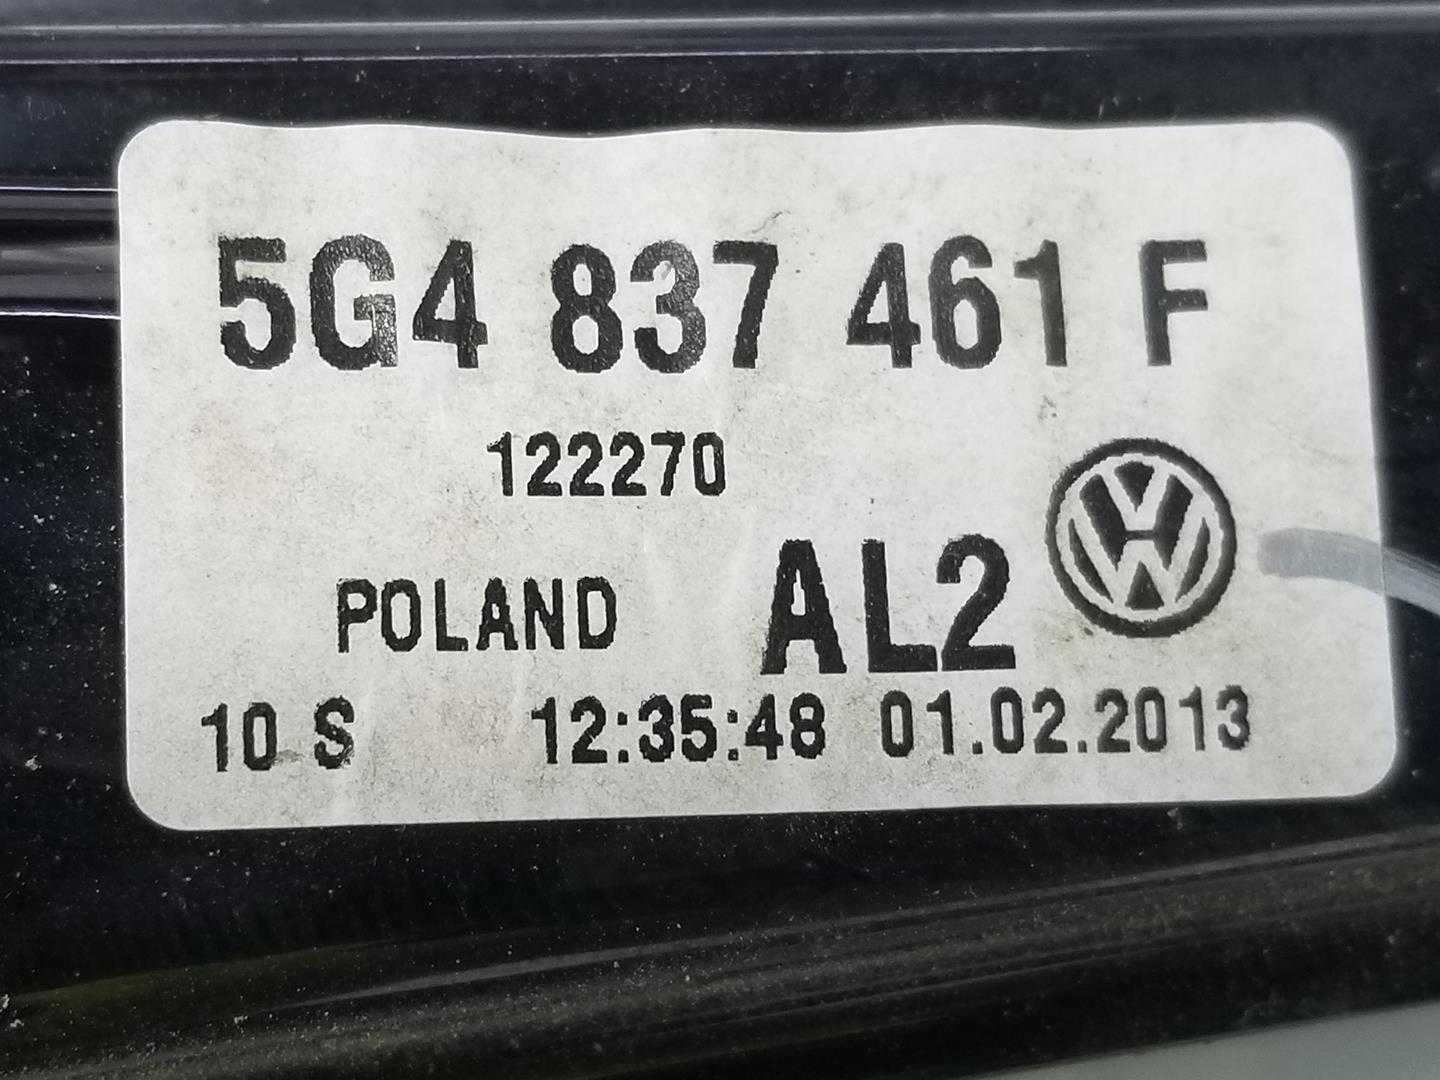 5G4 837 461 F
122270
POLAND AL2
10 S 12:35:48 01.02.2013